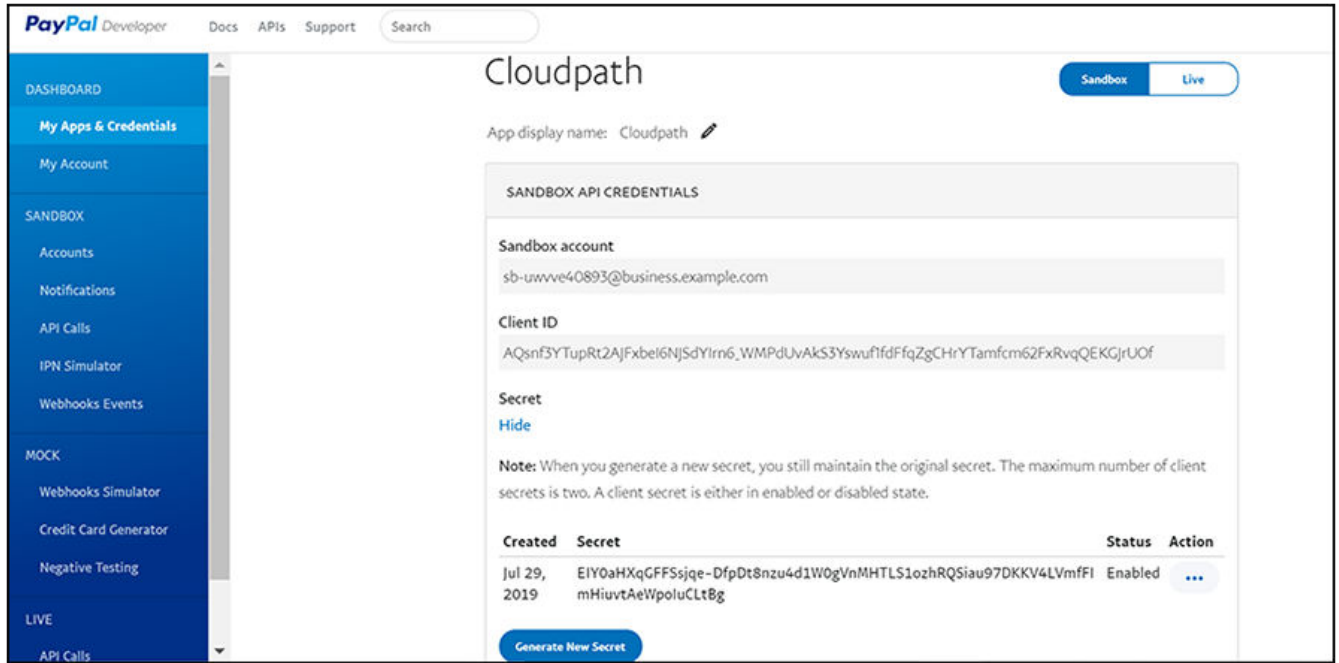 PayPal Developer
Docs APIs Support Search
DASHBOARD
My Apps & Credentials
My Account
SANDBOX
Accounts
Notifications
API Calls
IPN Simulator
Webhooks Events
MOCK
Webhooks Simulator
Credit Card Generator
Negative Testing
LIVE
API Calls
Cloudpath
Sandbox Live
App display name: Cloudpath
SANDBOX API CREDENTIALS
Sandbox account
sb-uwvve40893@business.example.com
Client ID
AQsnf3YTupRt2AJFxbeI6NJSdYIrn6_WMPdUvAkS3Yswuf1fdFfqZgCHrYTamfcm62FxRvqQEKGJrUOf
Secret
Hide
Note: When you generate a new secret, you still maintain the original secret. The maximum number of client
secrets is two. A client secret is either in enabled or disabled state.
Created Secret Status Action
Jul 29, EIY0aHXqGFFSsjqe-DfpDt8nzu4d1W0gVnMHTLS1ozhRQSiau97DKKV4LVmfFI Enabled
2019 mHiuvtAeWpoIuCLtBg
Generate New Secret